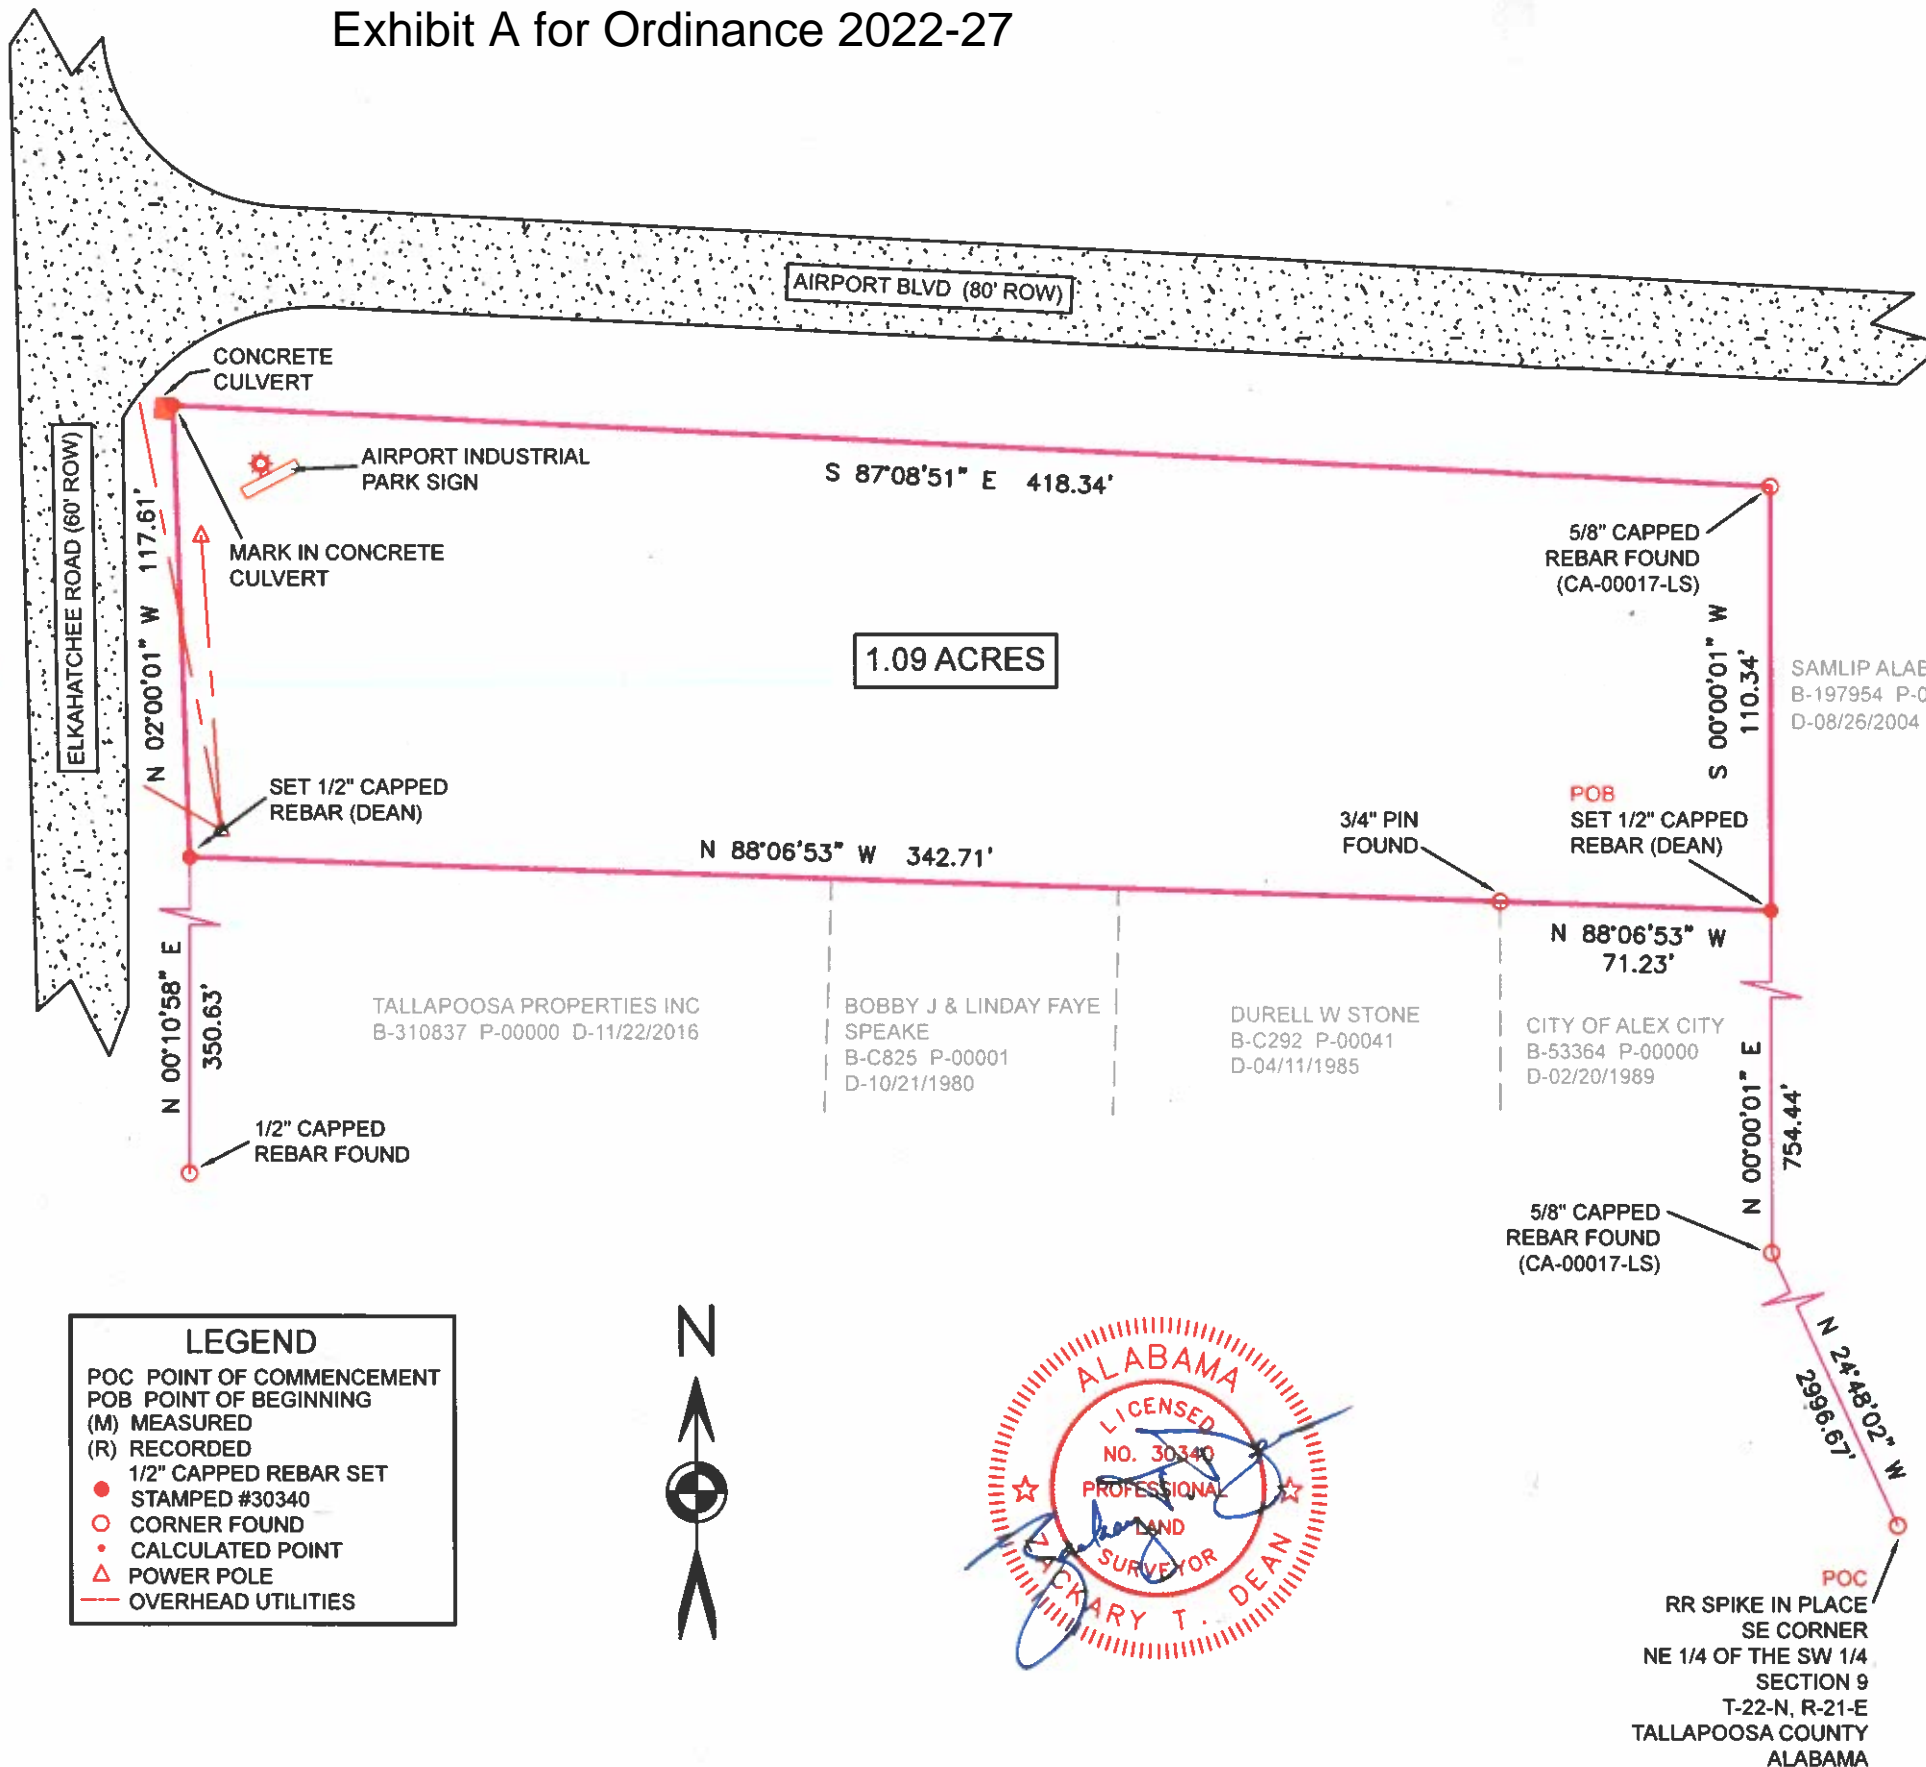 Exhibit A for Ordinance 2022-27
AIRPORT BLVD (80' ROW)
CONCRETE
CULVERT
ELKAHATCHEE ROAD (60' ROW)
AIRPORT INDUSTRIAL
PARK SIGN
MARK IN CONCRETE
CULVERT
N 02°00'01" W 117.61'
S 87°08'51" E 418.34'
5/8" CAPPED
REBAR FOUND
(CA-00017-LS)
1.09 ACRES
S 00°00'01" W
110.34'
SAMLIP
B-197954
D-08/26/2004
SET 1/2" CAPPED
REBAR (DEAN)
N 88°06'53" W 342.71'
3/4" PIN
FOUND
POB
SET 1/2" CAPPED
REBAR (DEAN)
N 88°06'53" W
71.23'
N 00°10'58" E
350.63'
TALLAPOOSA PROPERTIES INC
B-310837 P-00000 D-11/22/2016
BOBBY J & LINDAY FAYE
SPEAKE
B-C825 P-00001
D-10/21/1980
DURELL W STONE
B-C292 P-00041
D-04/11/1985
CITY OF ALEX CITY
B-53364 P-00000
D-02/20/1989
N 00°00'01" E
754.44'
1/2" CAPPED
REBAR FOUND
5/8" CAPPED
REBAR FOUND
(CA-00017-LS)
N 24°48'02" W
2996.67'
LEGEND
POC POINT OF COMMENCEMENT
POB POINT OF BEGINNING
(M) MEASURED
(R) RECORDED
1/2" CAPPED REBAR SET
STAMPED #30340
CORNER FOUND
CALCULATED POINT
POWER POLE
OVERHEAD UTILITIES
N
ALABAMA
LICENSED
NO. 30340
PROFESSIONAL
LAND
SURVEYOR
ZACKARY T. DEAN
POC
RR SPIKE IN PLACE
SE CORNER
NE 1/4 OF THE SW 1/4
SECTION 9
T-22-N, R-21-E
TALLAPOOSA COUNTY
ALABAMA